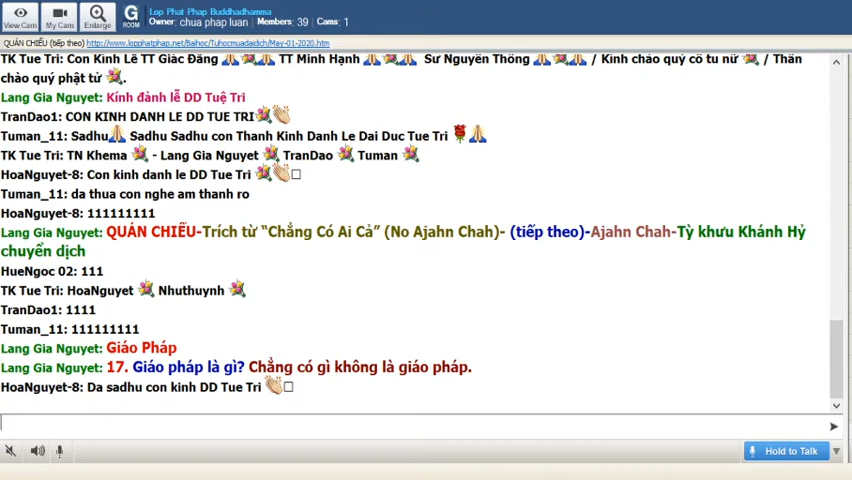 View Cam
My Cams
Enlarge
G
ROOM
Lop Phat Phap Buddhadhamma
Owner: chua phap luan Members: 39 Cams: 1
QUÁN CHIẾU (tiếp theo) http://www.lopphatphap.net/Baihoc/Tuhocmuadaidich/May-01-2020.htm
TK Tue Tri: Con Kính Lễ TT Giác Đăng 🙏💐🙏 TT Minh Hạnh 🙏💐🙏 Sư Nguyên Thông 🙏💐🙏 / Kính chào quý cô tu nữ 💐 / Thân
chào quý phật tử 💐.
Lang Gia Nguyet: Kính đảnh lễ DD Tuệ Tri
TranDao1: CON KINH DANH LE DD TUE TRI💐👏
Tuman_11: Sadhu🙏 Sadhu Sadhu con Thanh Kinh Danh Le Dai Duc Tue Tri 🌹🙏
TK Tue Tri: TN Khema 💐 - Lang Gia Nguyet 💐 TranDao 💐 Tuman 💐
HoaNguyet-8: Con kinh danh le DD Tue Tri 💐👏□
Tuman_11: da thua con nghe am thanh ro
HoaNguyet-8: 111111111
Lang Gia Nguyet: QUÁN CHIẾU-Trích từ “Chẳng Có Ai Cả” (No Ajahn Chah)- (tiếp theo)-Ajahn Chah-Tỳ khưu Khánh Hỷ
chuyển dịch
HueNgoc 02: 111
TK Tue Tri: HoaNguyet 💐 Nhuthuynh 💐
TranDao1: 1111
Tuman_11: 111111111
Lang Gia Nguyet: Giáo Pháp
Lang Gia Nguyet: 17. Giáo pháp là gì? Chẳng có gì không là giáo pháp.
HoaNguyet-8: Da sadhu con kinh DD Tue Tri 👏□
Hold to Talk